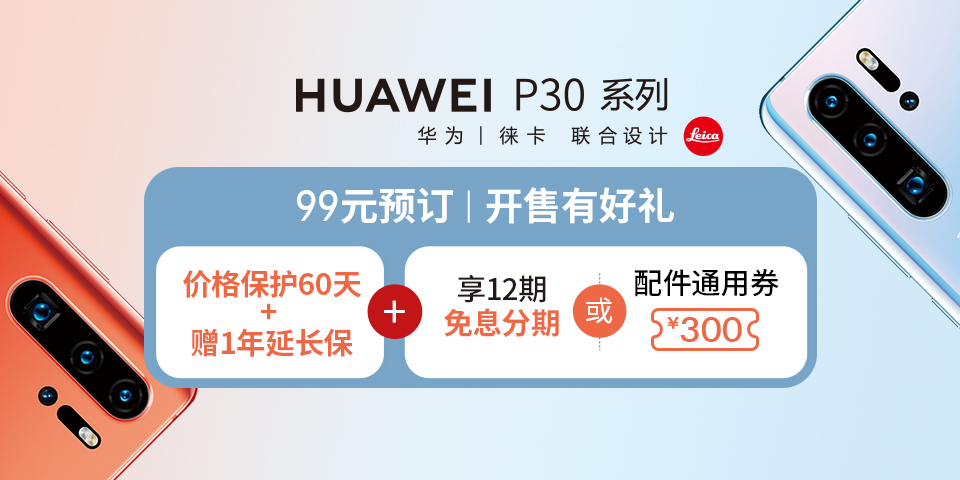 HUAWEI P30 系列
华为 | 徕卡 联合设计 Leica
99元预订 | 开售有好礼
价格保护60天
+
赠1年延长保
+
享12期
免息分期
或
配件通用券
¥300